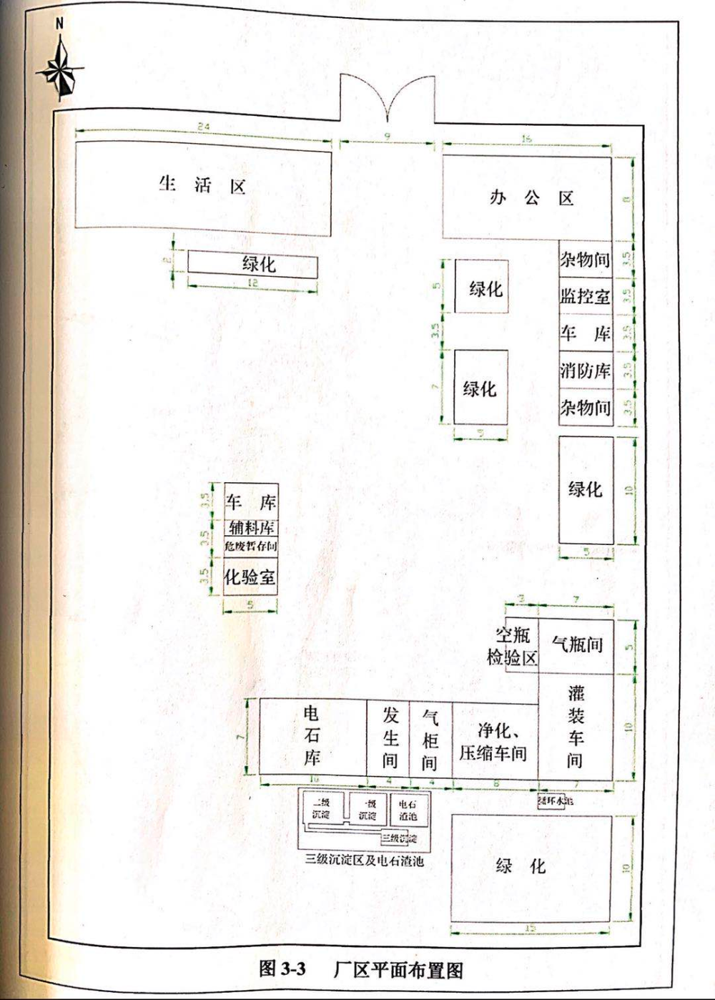 N
24
9
16
生活区
办公区
8
杂物间
3.5
2
绿化
12
5
绿化
监控室
3.5
3.5
车库
3.5
7
绿化
消防库
3.5
杂物间
3.5
5
绿化
10
5
3.5
车库
3.5
辅料库
危废暂存间
3.5
化验室
5
3
7
空瓶
检验区
气瓶间
5
7
电石库
发生间
气柜间
净化、
压缩车间
灌装车间
10
10
4
4
8
7
二级
沉淀
一级
沉淀
电石
渣池
三级沉淀
循环水池
三级沉淀区及电石渣池
绿化
10
15
图 3-3 厂区平面布置图